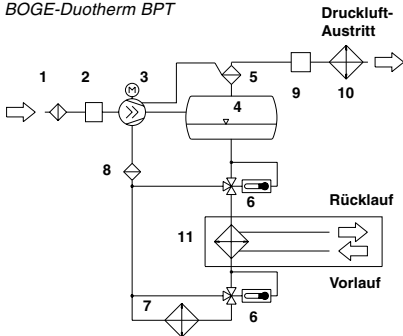 BOGE-Duotherm BPT
Druckluft-
Austritt
1
2
3
M
5
4
9
10
8
6
11
Rücklauf
Vorlauf
7
6